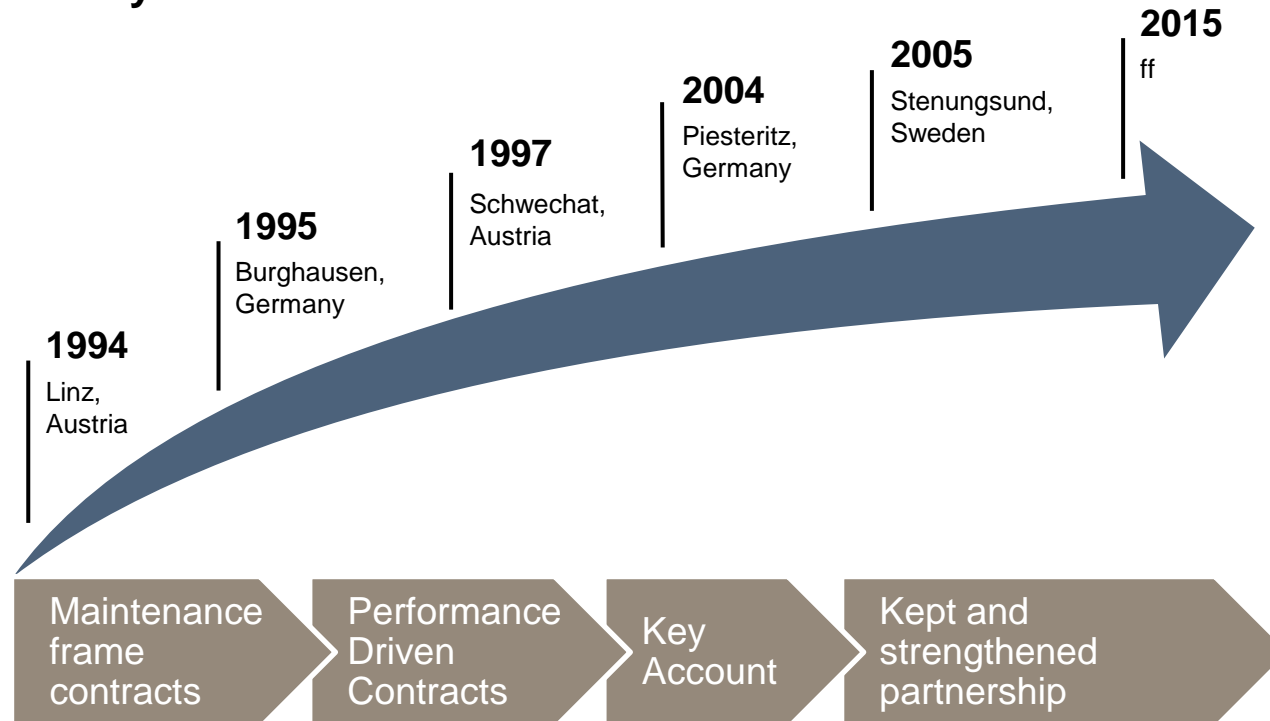 1994
Linz,
Austria
1995
Burghausen,
Germany
1997
Schwechat,
Austria
2004
Piesteritz,
Germany
2005
Stenungsund,
Sweden
2015
ff
Maintenance
frame
contracts
Performance
Driven
Contracts
Key
Account
Kept and
strengthened
partnership